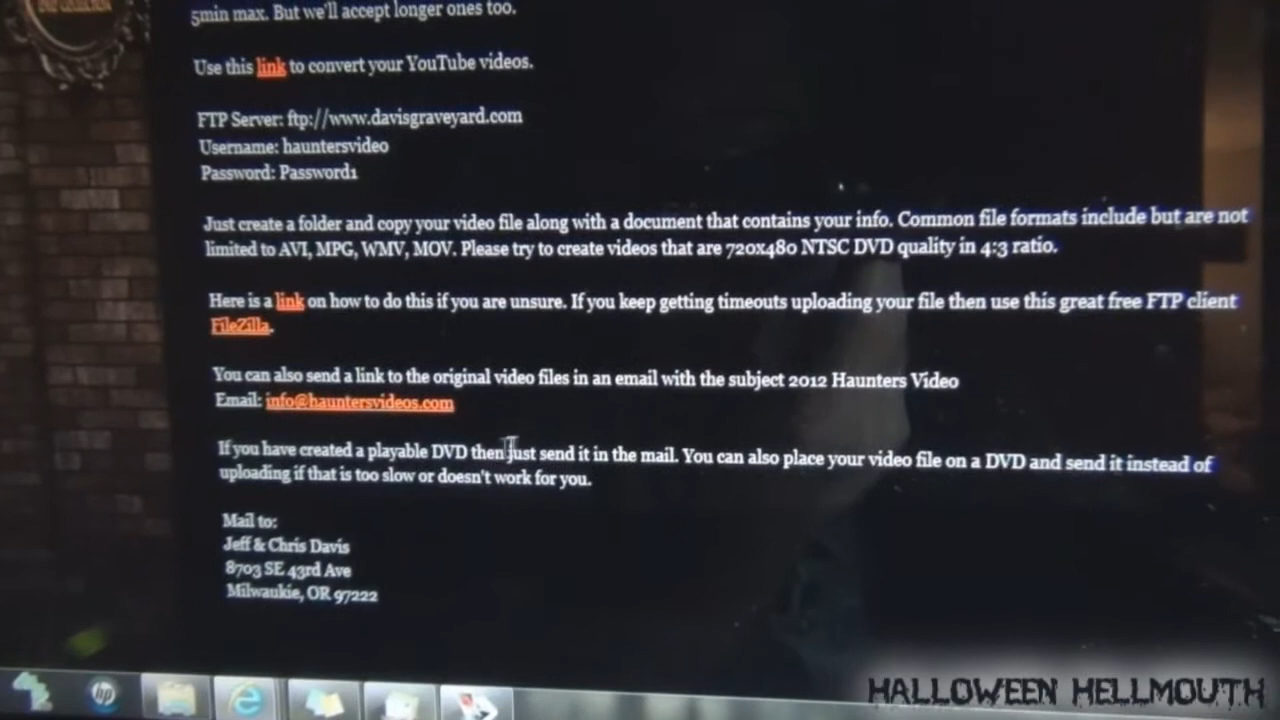 5min max. But we'll accept longer ones too.
Use this link to convert your YouTube videos.
FTP Server: ftp://www.davisgraveyard.com
Username: hauntersvideo
Password: Password1
Just create a folder and copy your video file along with a document that contains your info. Common file formats include but are not
limited to AVI, MPG, WMV, MOV. Please try to create videos that are 720x480 NTSC DVD quality in 4:3 ratio.
Here is a link on how to do this if you are unsure. If you keep getting timeouts uploading your file then use this great free FTP client
FileZilla.
You can also send a link to the original video files in an email with the subject 2012 Haunters Video
Email: info@hauntersvideos.com
If you have created a playable DVD then just send it in the mail. You can also place your video file on a DVD and send it instead of
uploading if that is too slow or doesn't work for you.
Mail to:
Jeff & Chris Davis
8703 SE 43rd Ave
Milwaukie, OR 97222
hp
HALLOWEEN HELLMOUTH